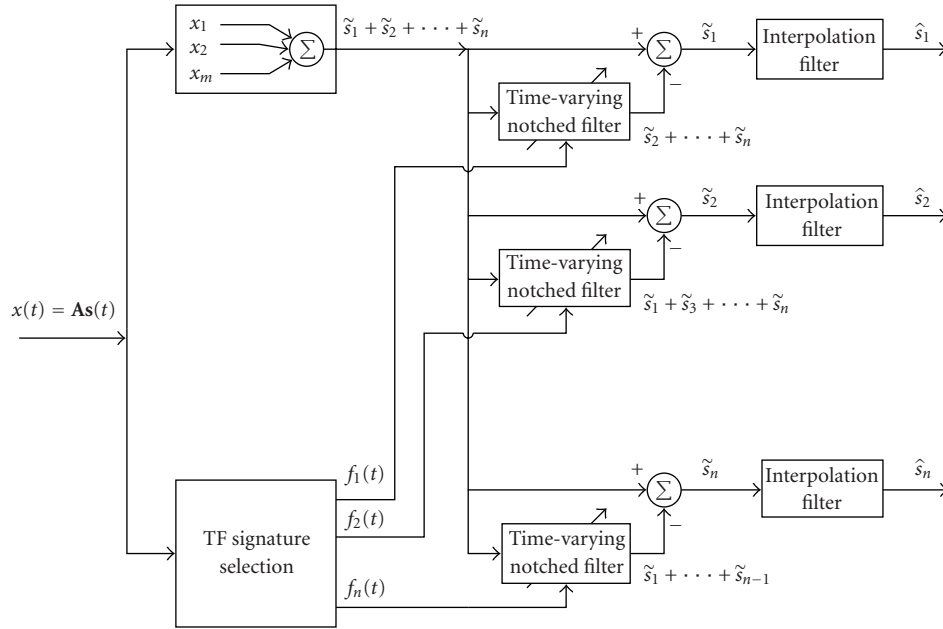 x₁
x₂
xₘ
∑
s̃₁ + s̃₂ + · · · + s̃ₙ
+
∑
−
s̃₁
Interpolation
filter
ŝ₁
Time-varying
notched filter
s̃₂ + · · · + s̃ₙ
+
∑
−
s̃₂
Interpolation
filter
ŝ₂
Time-varying
notched filter
s̃₁ + s̃₃ + · · · + s̃ₙ
x(t) = As(t)
TF signature
selection
f₁(t)
f₂(t)
fₙ(t)
+
∑
−
s̃ₙ
Interpolation
filter
ŝₙ
Time-varying
notched filter
s̃₁ + · · · + s̃ₙ₋₁